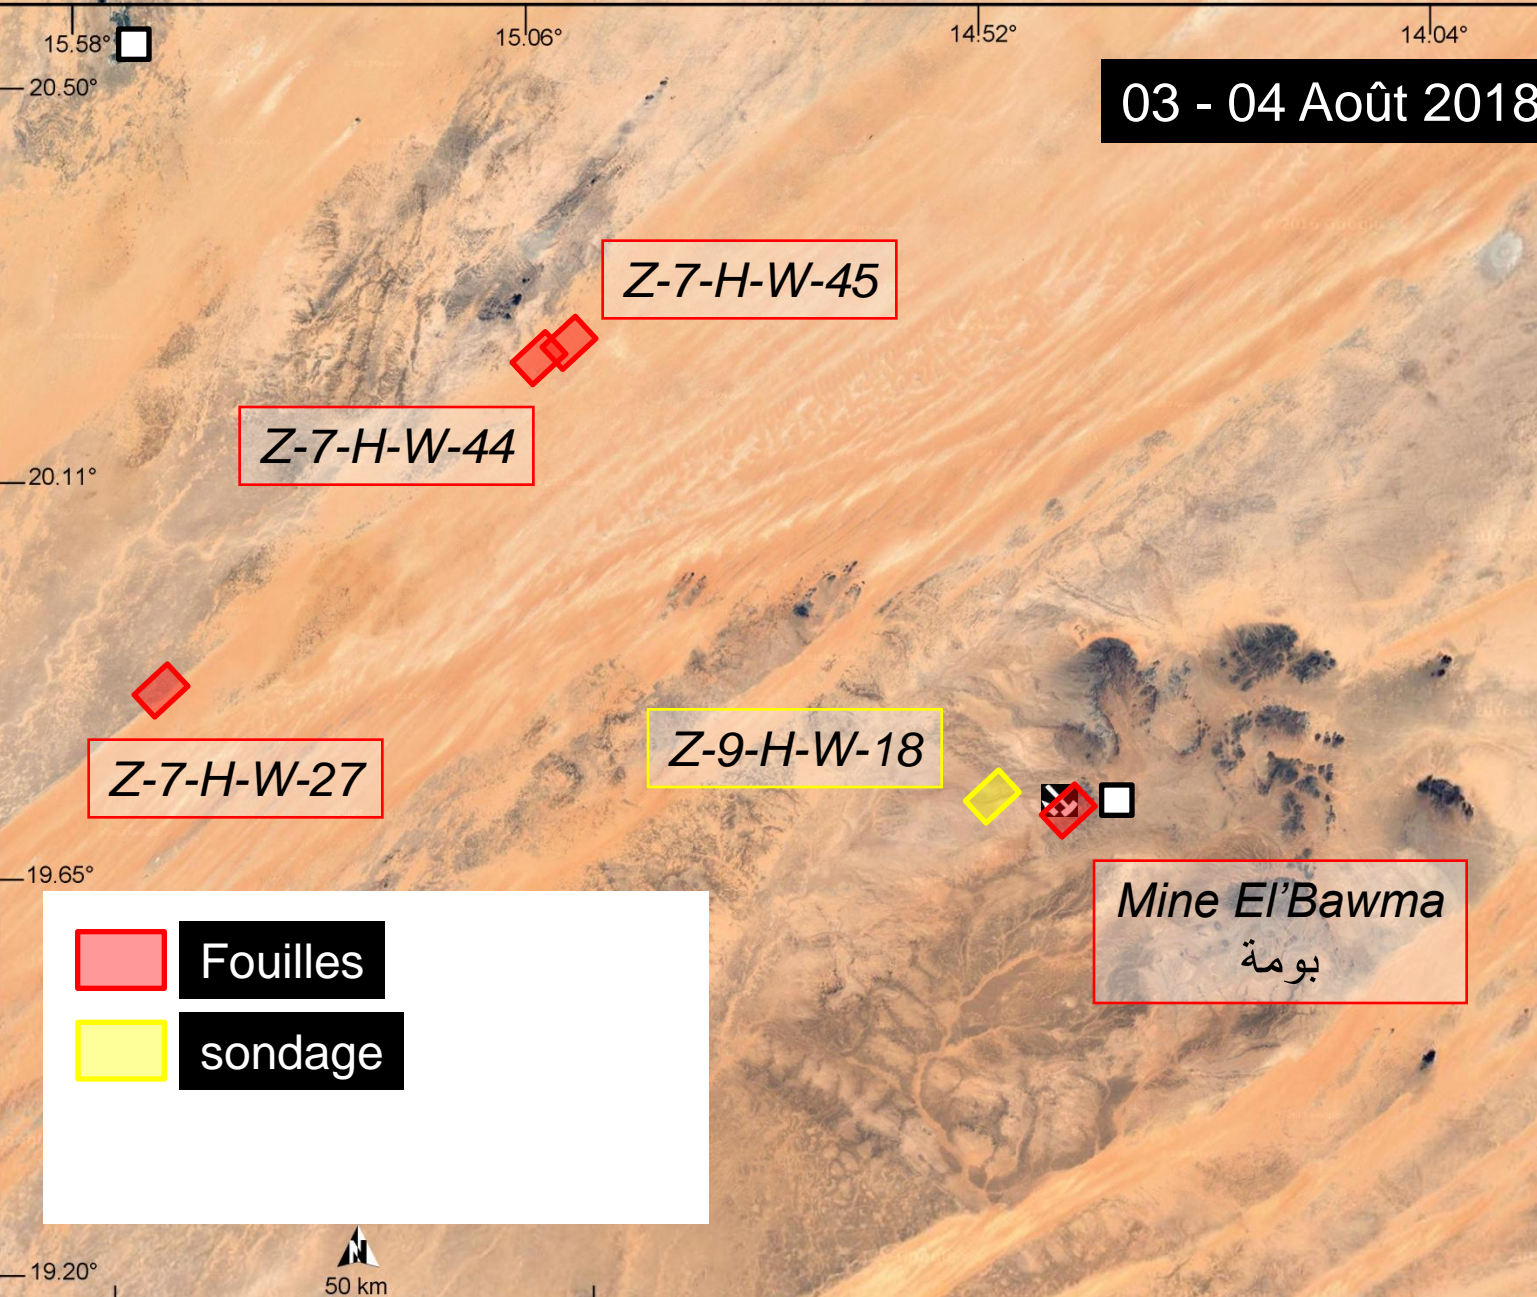 15.58°
15.06°
14.52°
14.04°
20.50°
03 - 04 Août 2018
Z-7-H-W-45
Z-7-H-W-44
20.11°
Z-9-H-W-18
Z-7-H-W-27
19.65°
Mine El’Bawma
بومة
Fouilles
sondage
N
19.20°
50 km